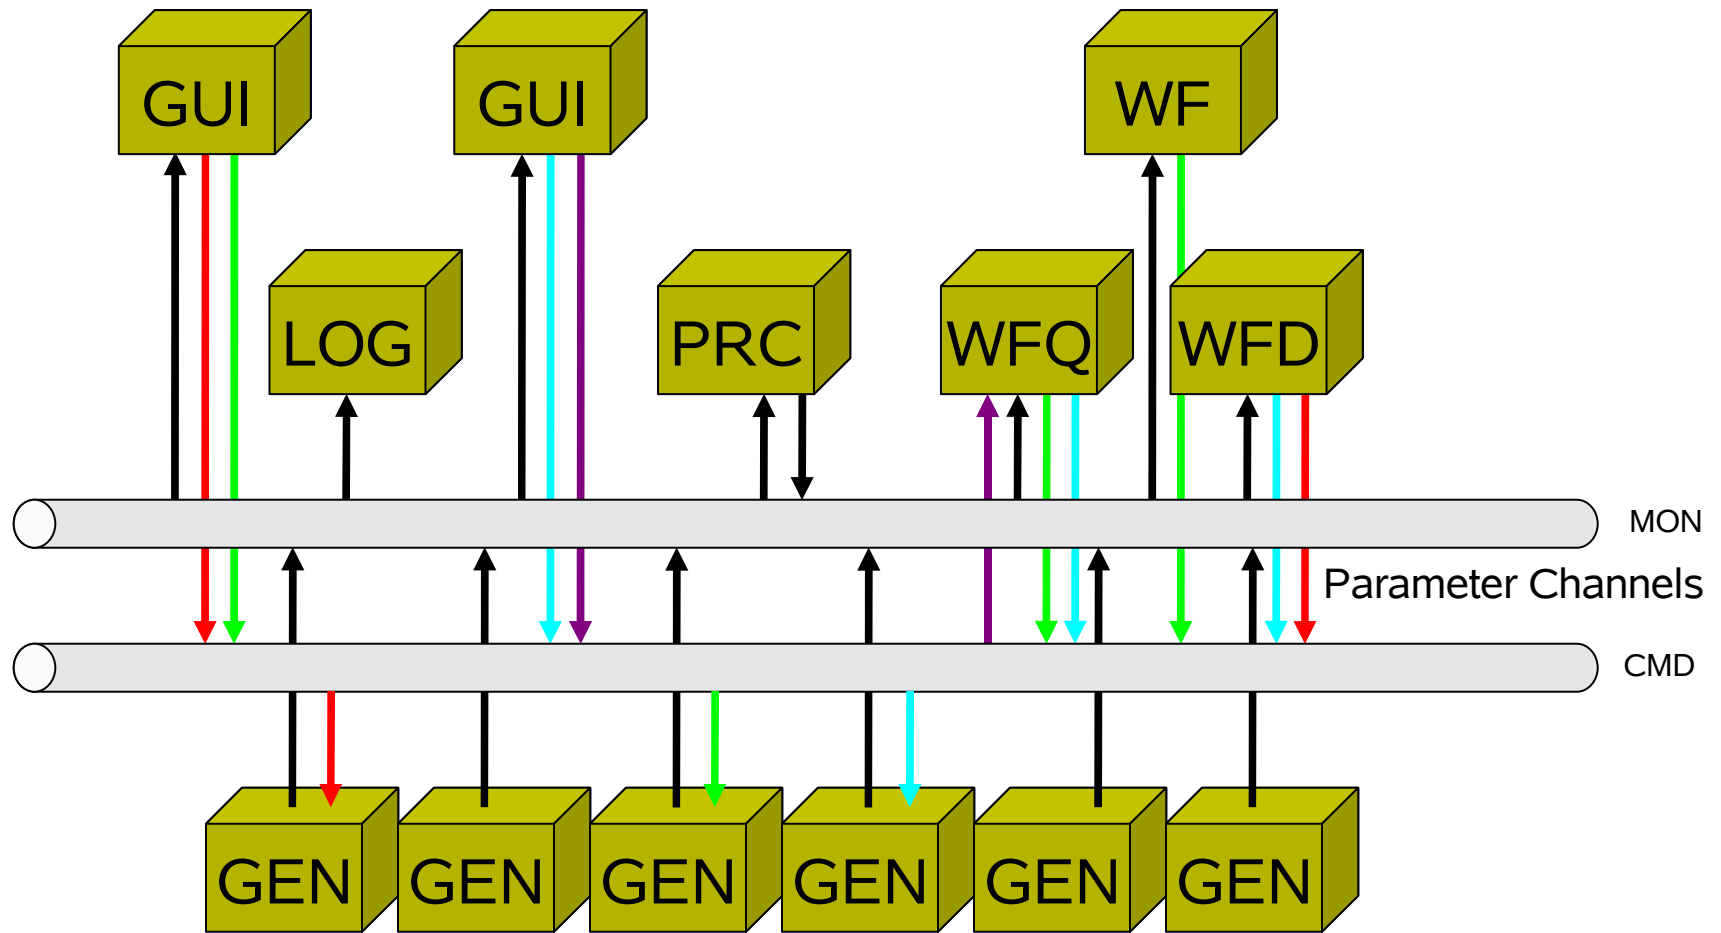 GUI
GUI
WF
LOG
PRC
WFQ
WFD
MON
Parameter Channels
CMD
GEN
GEN
GEN
GEN
GEN
GEN